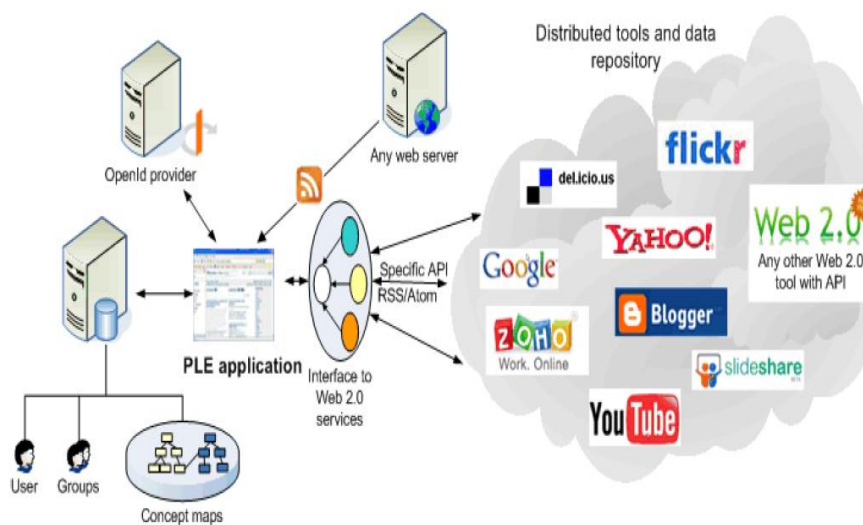 Distributed tools and data
repository
OpenId provider
Any web server
del.icio.us
flickr
YAHOO!
Web 2.0
Any other Web 2.0
tool with API
Google
Specific API
RSS/Atom
Blogger
ZOHO
Work. Online
slideshare
YouTube
PLE application
Interface to
Web 2.0
services
User
Groups
Concept maps